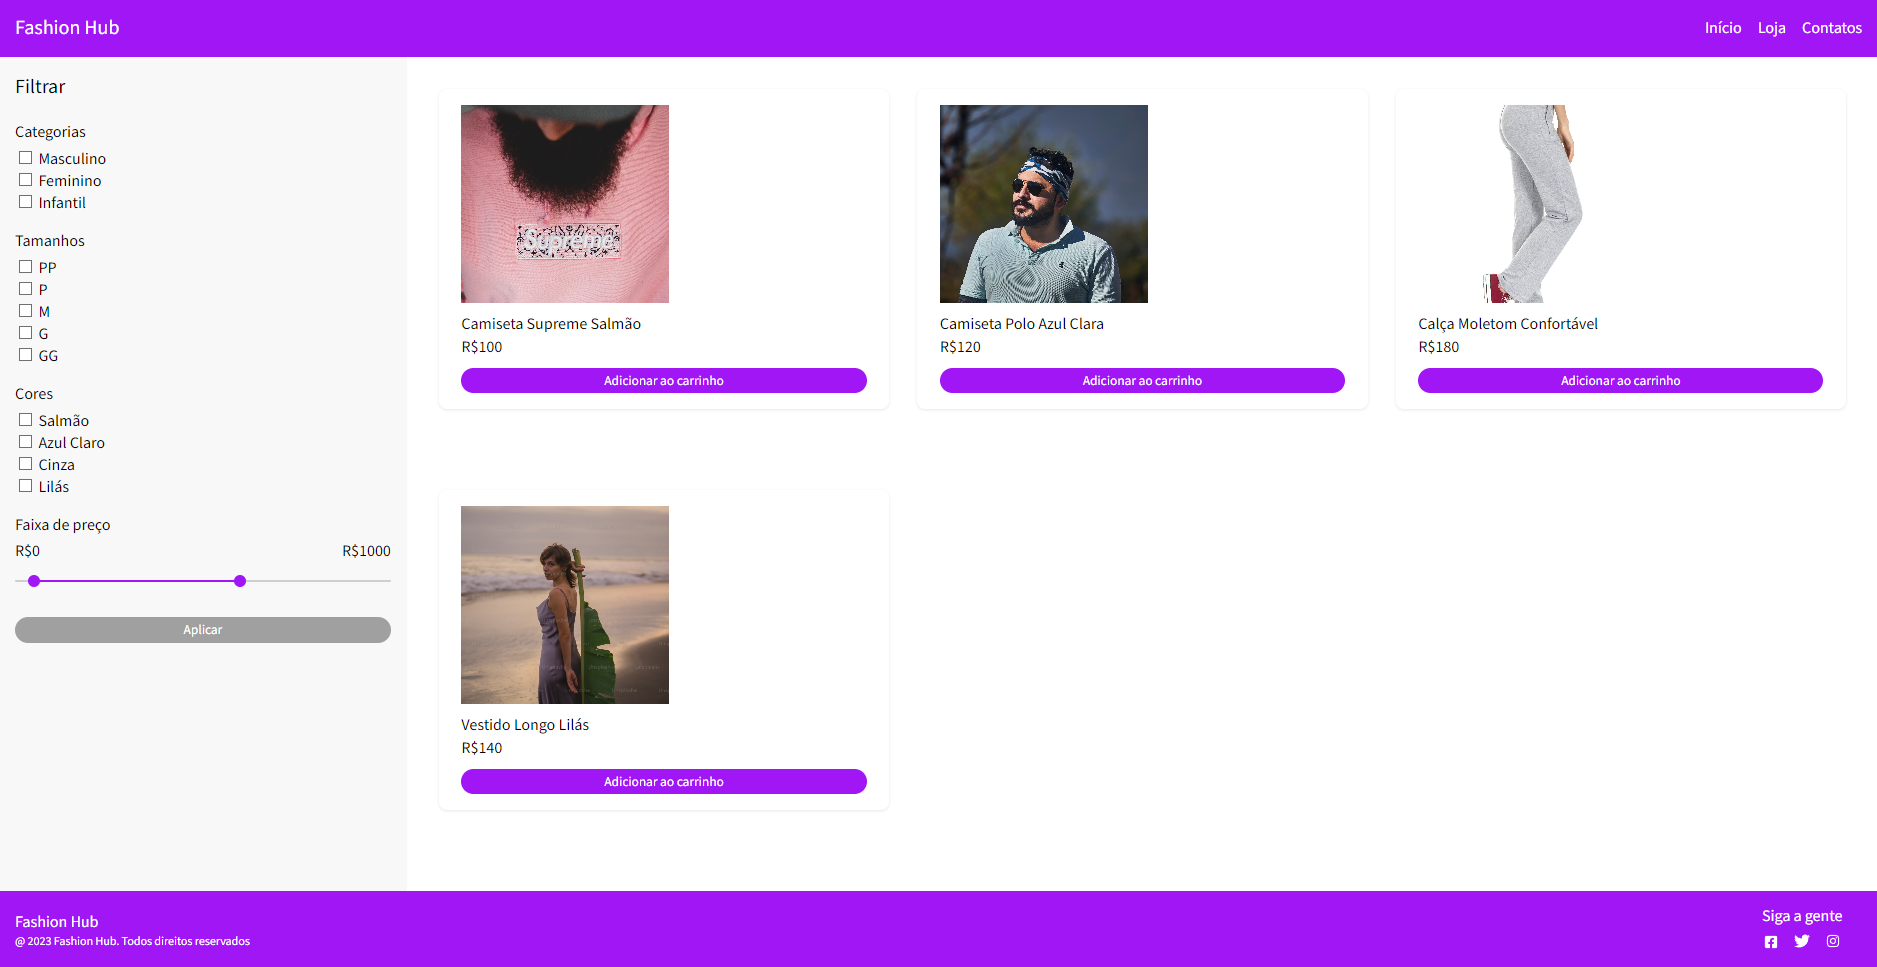 Fashion Hub
Início Loja Contatos
Filtrar
Categorias
Masculino
Feminino
Infantil
Tamanhos
PP
P
M
G
GG
Cores
Salmão
Azul Claro
Cinza
Lilás
Faixa de preço
R$0 R$1000
Aplicar
Supreme
Camiseta Supreme Salmão
R$100
Adicionar ao carrinho
Camiseta Polo Azul Clara
R$120
Adicionar ao carrinho
Calça Moletom Confortável
R$180
Adicionar ao carrinho
Vestido Longo Lilás
R$140
Adicionar ao carrinho
Fashion Hub
@ 2023 Fashion Hub. Todos direitos reservados
Siga a gente